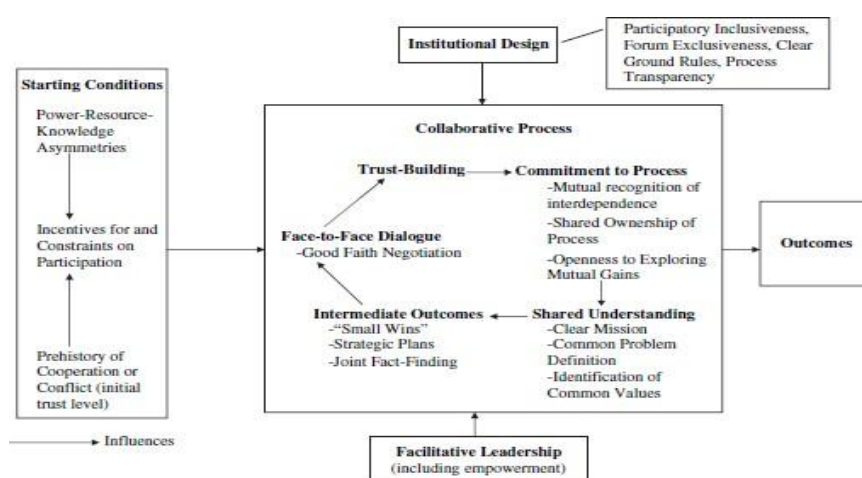 Institutional Design
Participatory Inclusiveness,
Forum Exclusiveness, Clear
Ground Rules, Process
Transparency
Starting Conditions
Power-Resource-
Knowledge
Asymmetries
Incentives for and
Constraints on
Participation
Prehistory of
Cooperation or
Conflict (initial
trust level)
Influences
Collaborative Process
Trust-Building
Commitment to Process
-Mutual recognition of
interdependence
-Shared Ownership of
Process
-Openness to Exploring
Mutual Gains
Face-to-Face Dialogue
-Good Faith Negotiation
Intermediate Outcomes
-“Small Wins”
-Strategic Plans
-Joint Fact-Finding
Shared Understanding
-Clear Mission
-Common Problem
Definition
-Identification of
Common Values
Outcomes
Facilitative Leadership
(including empowerment)